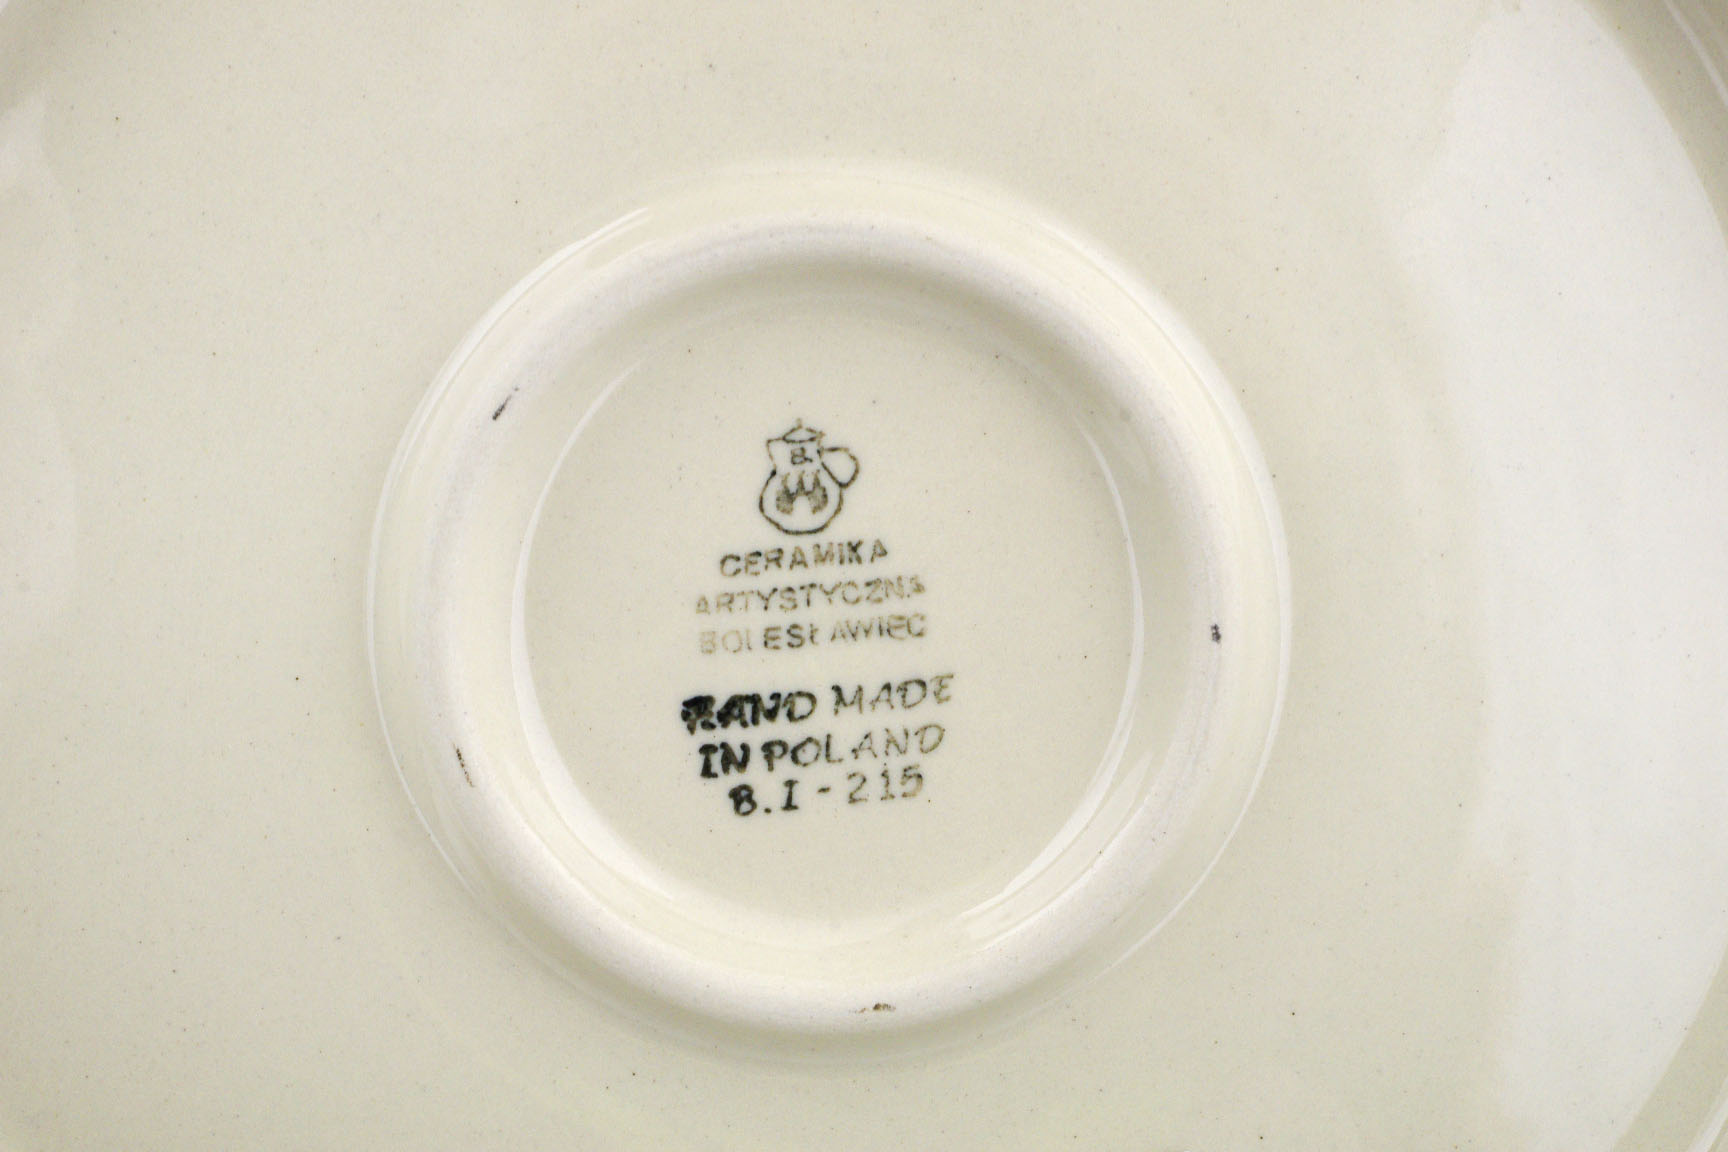 B.
CERAMIKA
ARTYSTYCZNA
BOLESŁAWIEC
HAND MADE
IN POLAND
B.I - 215